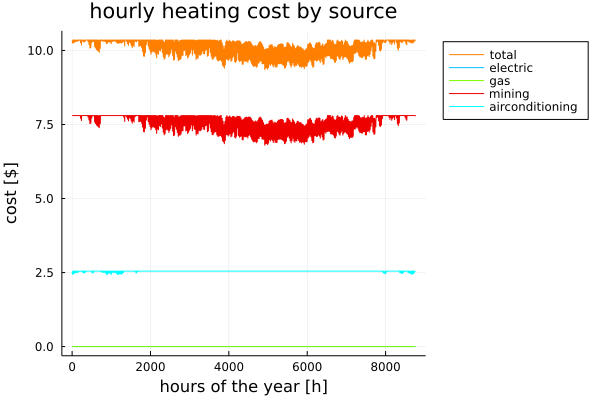 hourly heating cost by source
10.0
7.5
5.0
2.5
0.0
cost [$]
0 2000 4000 6000 8000
hours of the year [h]
total
electric
gas
mining
airconditioning